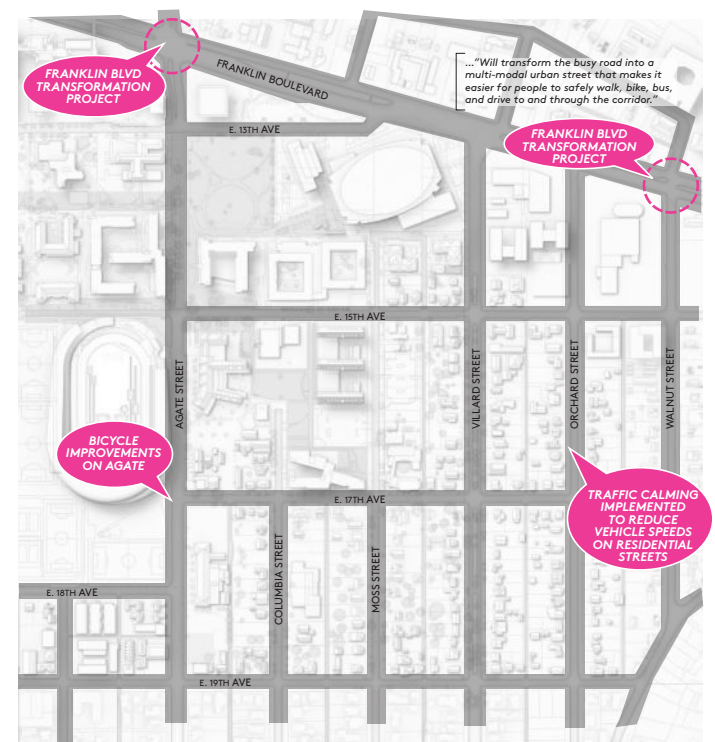 FRANKLIN BLVD
TRANSFORMATION
PROJECT
FRANKLIN BOULEVARD
..."Will transform the busy road into a
multi-modal urban street that makes it
easier for people to safely walk, bike, bus,
and drive to and through the corridor."
E. 13TH AVE
FRANKLIN BLVD
TRANSFORMATION
PROJECT
E. 15TH AVE
AGATE STREET
VILLARD STREET
ORCHARD STREET
WALNUT STREET
BICYCLE
IMPROVEMENTS
ON AGATE
E. 17TH AVE
TRAFFIC CALMING
IMPLEMENTED
TO REDUCE
VEHICLE SPEEDS
ON RESIDENTIAL
STREETS
COLUMBIA STREET
MOSS STREET
E. 18TH AVE
E. 19TH AVE